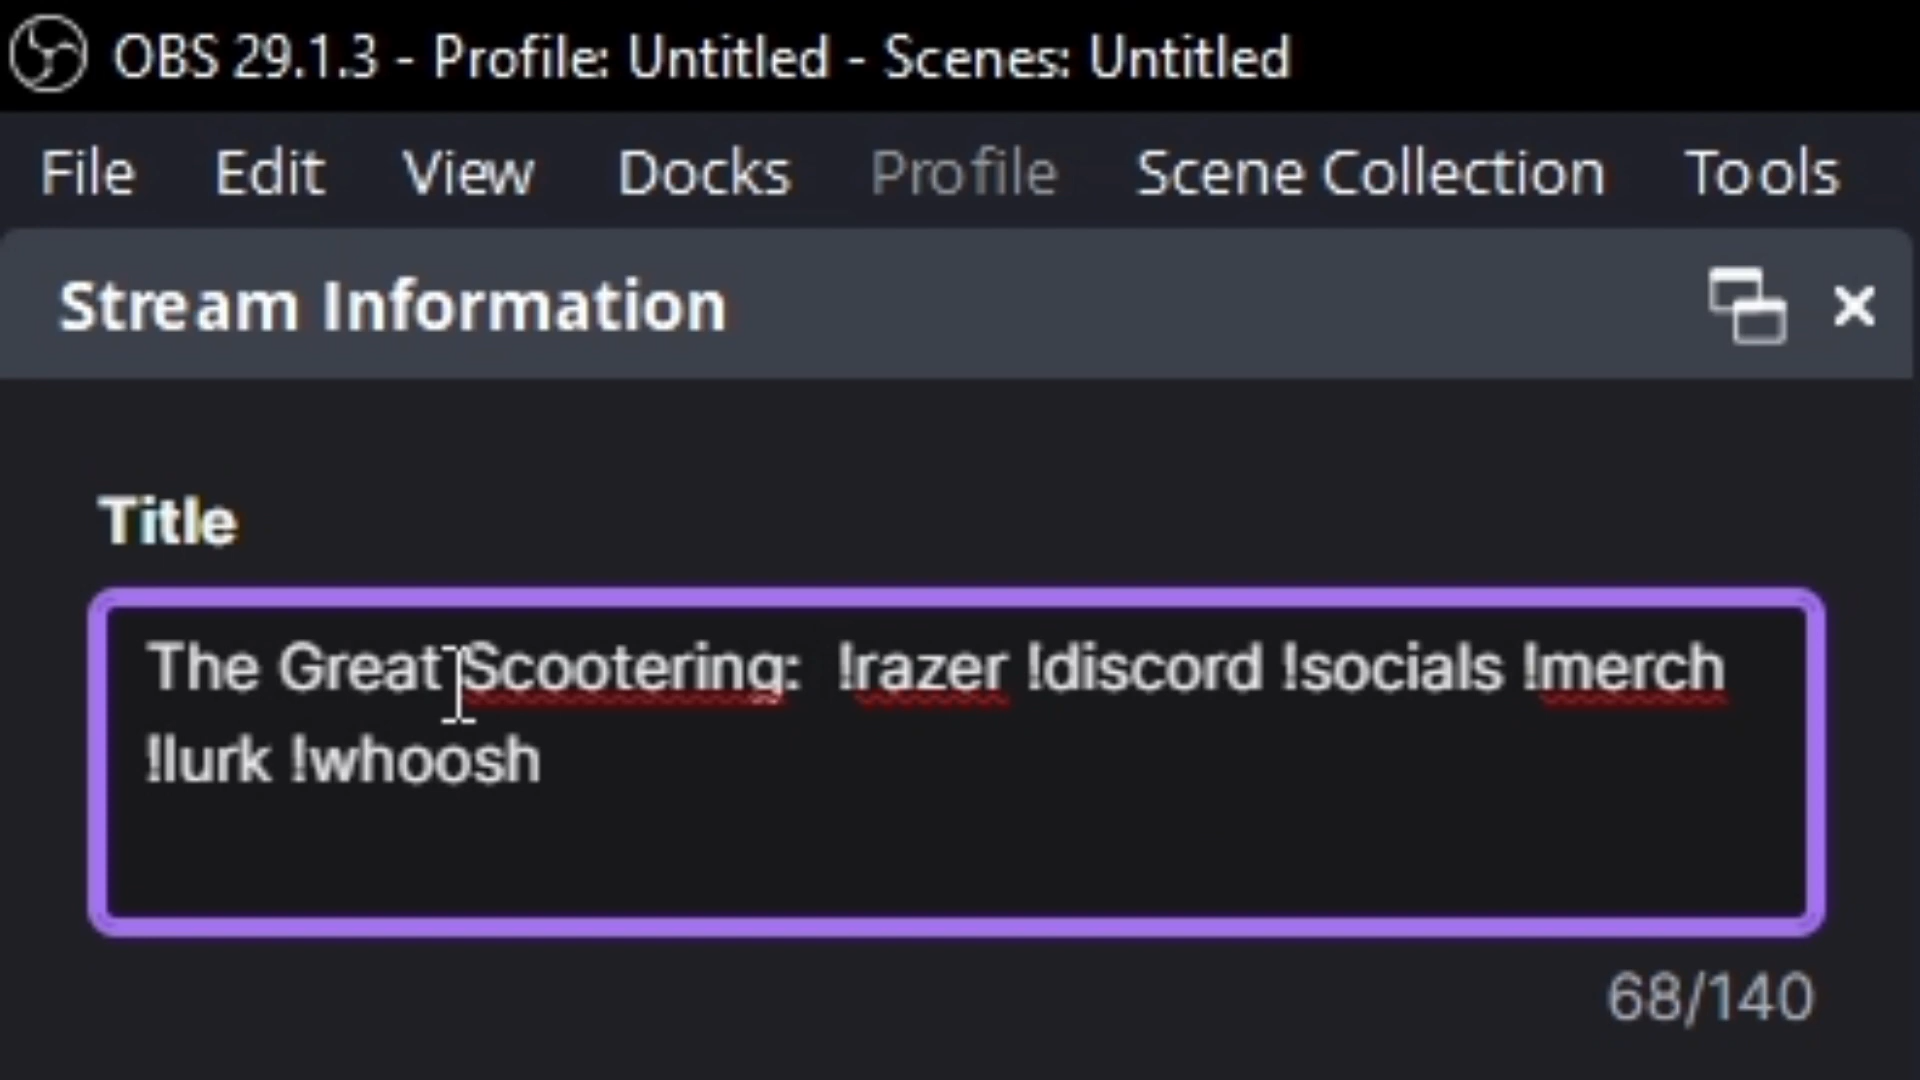 OBS 29.1.3 - Profile: Untitled - Scenes: Untitled
File Edit View Docks Profile Scene Collection Tools
Stream Information
Title
The Great Scootering:  !razer !discord !socials !merch
!lurk !whoosh
68/140